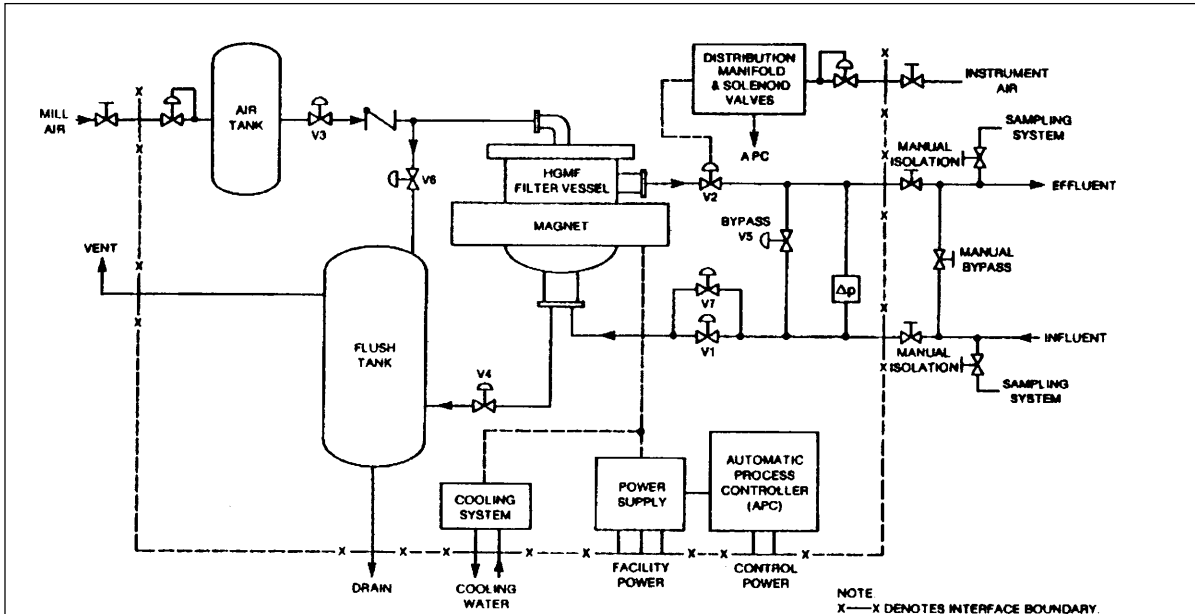 MILL
AIR
AIR
TANK
V3
V6
DISTRIBUTION
MANIFOLD
& SOLENOID
VALVES
APC
INSTRUMENT
AIR
SAMPLING
SYSTEM
MANUAL
ISOLATION
EFFLUENT
HGMF
FILTER VESSEL
MAGNET
V2
BYPASS
V5
MANUAL
BYPASS
Δp
VENT
FLUSH
TANK
V4
V7
V1
INFLUENT
MANUAL
ISOLATION
SAMPLING
SYSTEM
COOLING
SYSTEM
POWER
SUPPLY
AUTOMATIC
PROCESS
CONTROLLER
(APC)
DRAIN
COOLING
WATER
FACILITY
POWER
CONTROL
POWER
NOTE
X——X DENOTES INTERFACE BOUNDARY.